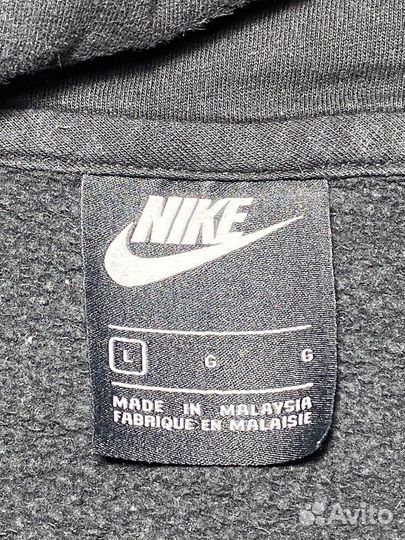 NIKE
L G G
MADE IN MALAYSIA
FABRIQUE EN MALAISIE
Avito